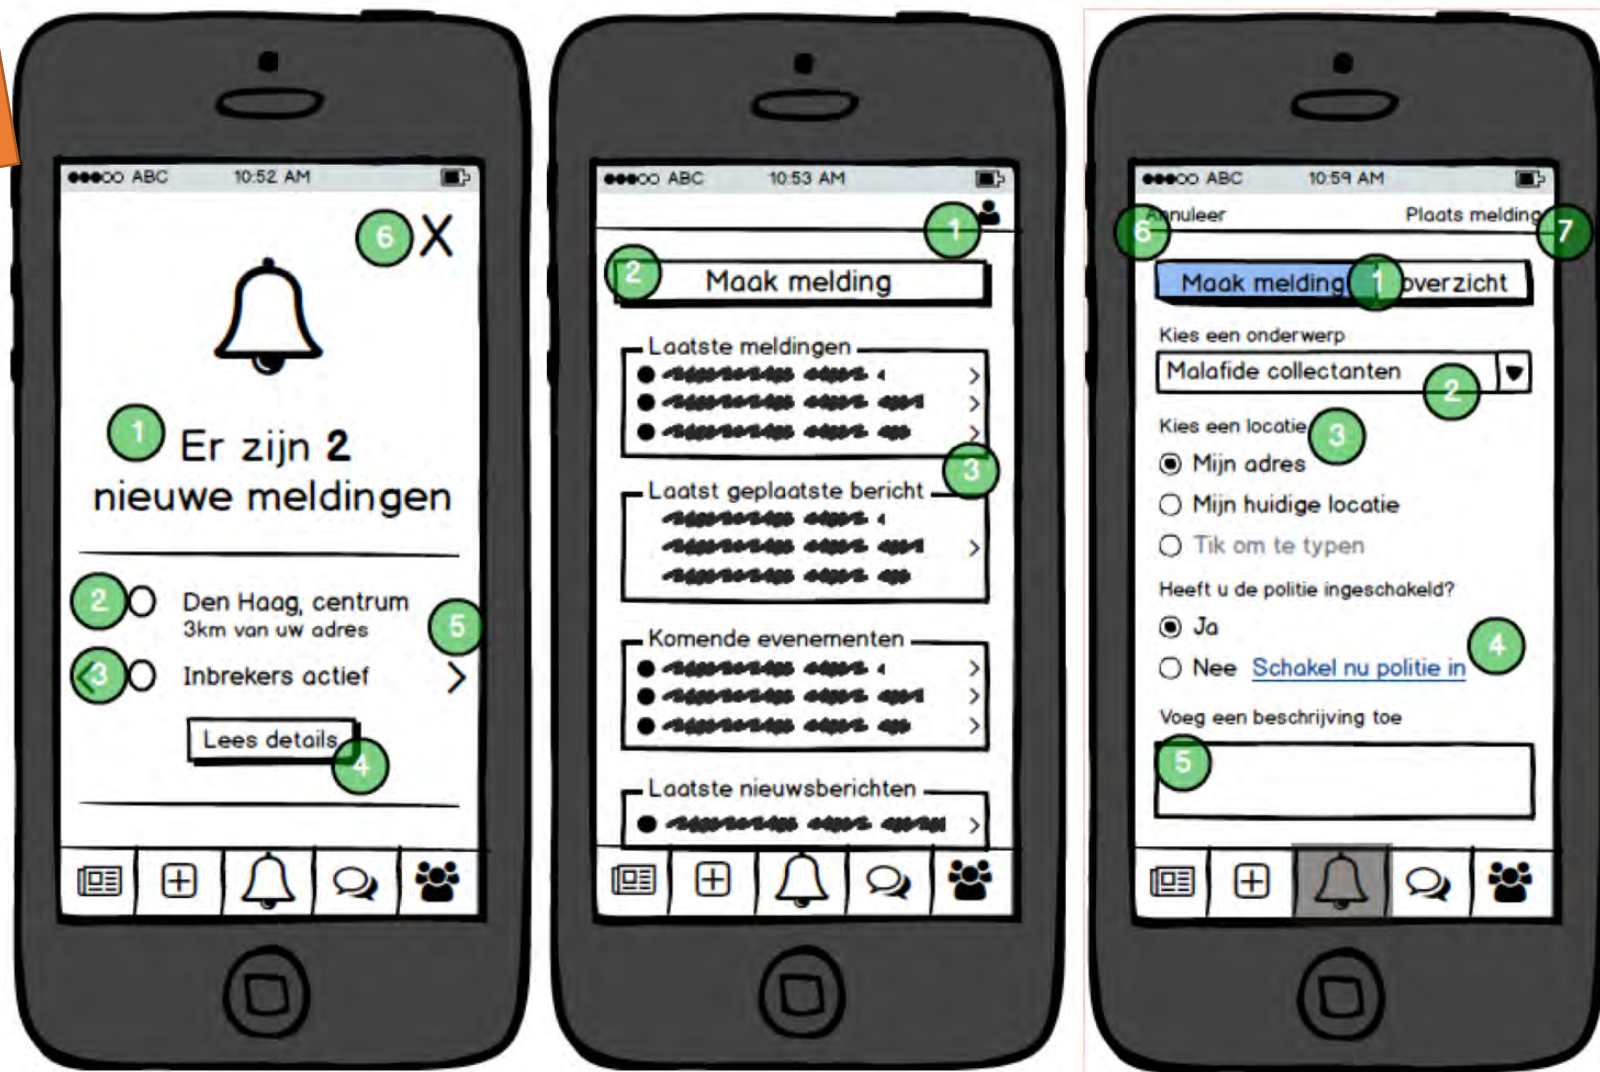 ABC 10:52 AM
6 X
1
Er zijn 2
nieuwe meldingen
2 Den Haag, centrum
3km van uw adres
5
3 Inbrekers actief
Lees details
4
ABC 10:53 AM
1
2 Maak melding
Laatste meldingen
3
Laatst geplaatste bericht
Komende evenementen
Laatste nieuwsberichten
ABC 10:59 AM
Annuleer Plaats melding
6 7
Maak melding 1 overzicht
Kies een onderwerp
Malafide collectanten
2
Kies een locatie
3
Mijn adres
Mijn huidige locatie
Tik om te typen
Heeft u de politie ingeschakeld?
Ja
4
Nee Schakel nu politie in
Voeg een beschrijving toe
5